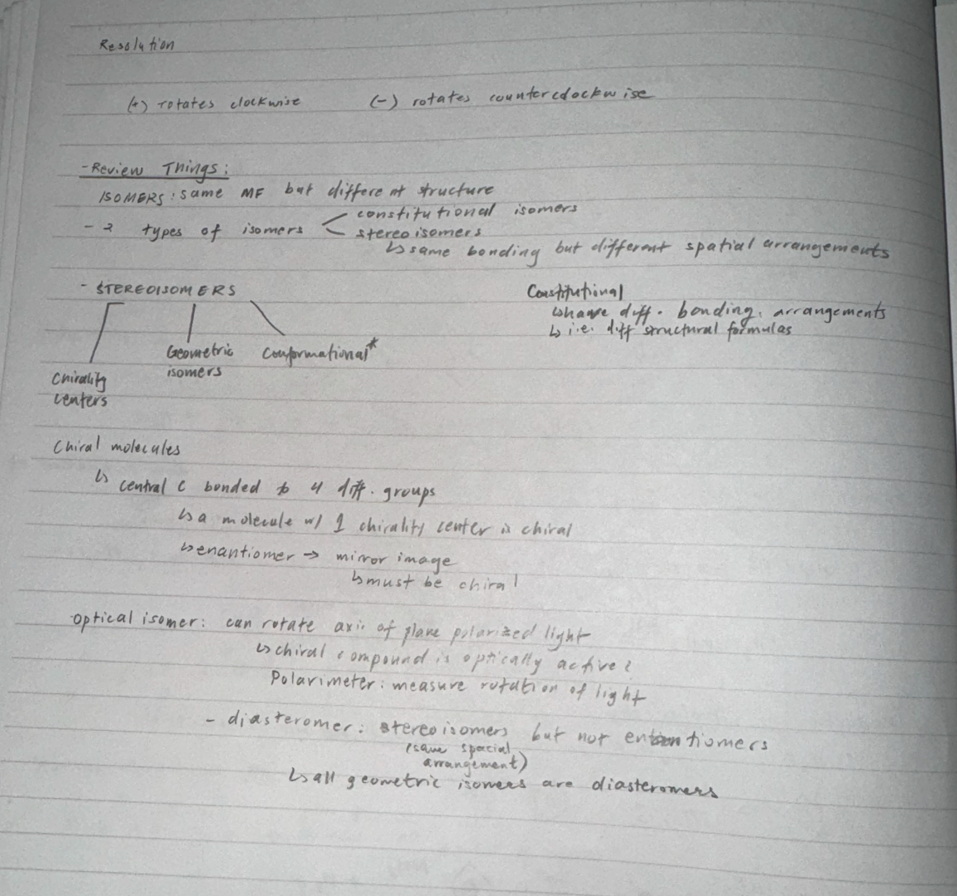 Resolution
(+) rotates clockwise (-) rotates counterclockwise
- Review Things:
ISOMERS: same MF but different structure
- 2 types of isomers < constitutional isomers
stereoisomers
↳ same bonding but different spatial arrangements
- STEREOISOMERS
Chirality centers
Geometric isomers
Conformational*
Constitutional
↳ have diff. bonding arrangements
↳ i.e. diff structural formulas
Chiral molecules
↳ central C bonded to 4 diff. groups
↳ a molecule w/ 1 chirality center is chiral
↳ enantiomer → mirror image
↳ must be chiral
optical isomer: can rotate axis of plane polarized light
↳ chiral compound is optically active
Polarimeter: measure rotation of light
- diasteromer: stereoisomers but not enantiomers
(same spacial
arrangement)
↳ all geometric isomers are diasteromers